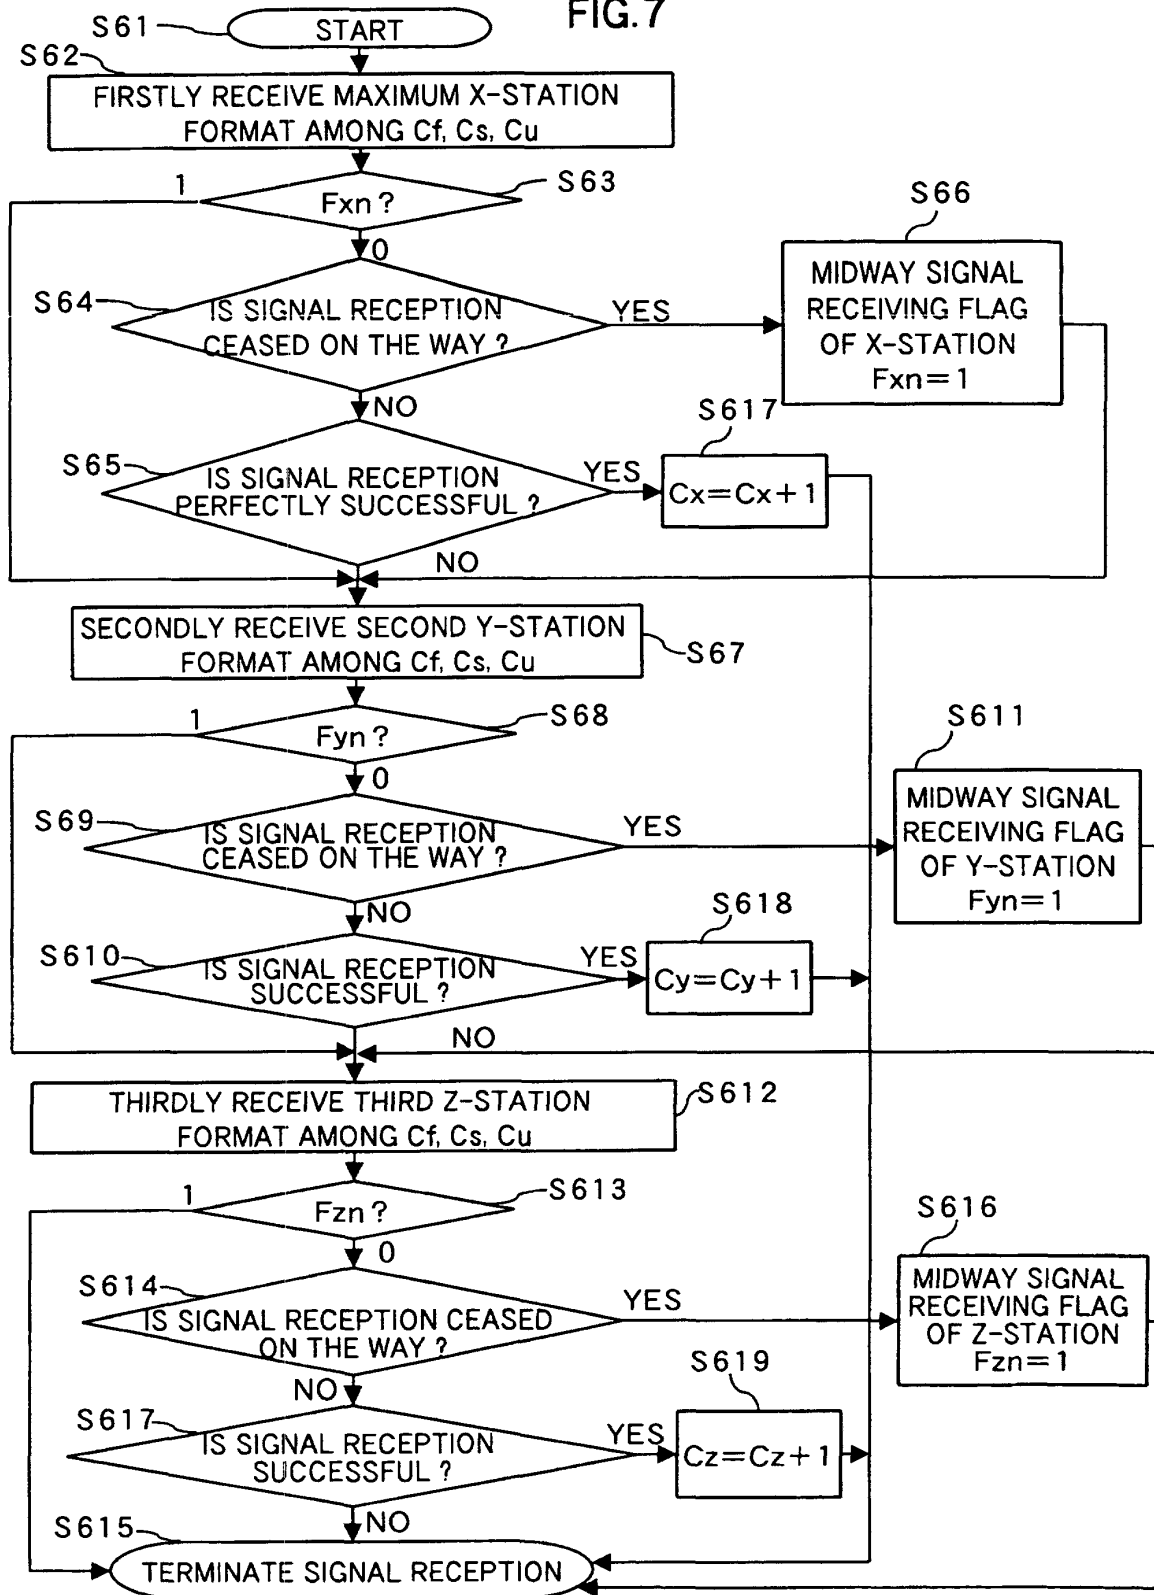 FIG.7
S61
START
S62
FIRSTLY RECEIVE MAXIMUM X-STATION
FORMAT AMONG Cf, Cs, Cu
1
Fxn?
S63
0
S64
IS SIGNAL RECEPTION
CEASED ON THE WAY?
YES
S66
MIDWAY SIGNAL
RECEIVING FLAG
OF X-STATION
Fxn=1
NO
S65
IS SIGNAL RECEPTION
PERFECTLY SUCCESSFUL?
YES
S617
Cx=Cx+1
NO
SECONDLY RECEIVE SECOND Y-STATION
FORMAT AMONG Cf, Cs, Cu
S67
1
Fyn?
S68
0
S69
IS SIGNAL RECEPTION
CEASED ON THE WAY?
YES
S611
MIDWAY SIGNAL
RECEIVING FLAG
OF Y-STATION
Fyn=1
NO
S610
IS SIGNAL RECEPTION
SUCCESSFUL?
YES
S618
Cy=Cy+1
NO
THIRDLY RECEIVE THIRD Z-STATION
FORMAT AMONG Cf, Cs, Cu
S612
1
Fzn?
S613
0
S614
IS SIGNAL RECEPTION CEASED
ON THE WAY?
YES
S616
MIDWAY SIGNAL
RECEIVING FLAG
OF Z-STATION
Fzn=1
NO
S617
IS SIGNAL RECEPTION
SUCCESSFUL?
YES
S619
Cz=Cz+1
NO
S615
TERMINATE SIGNAL RECEPTION